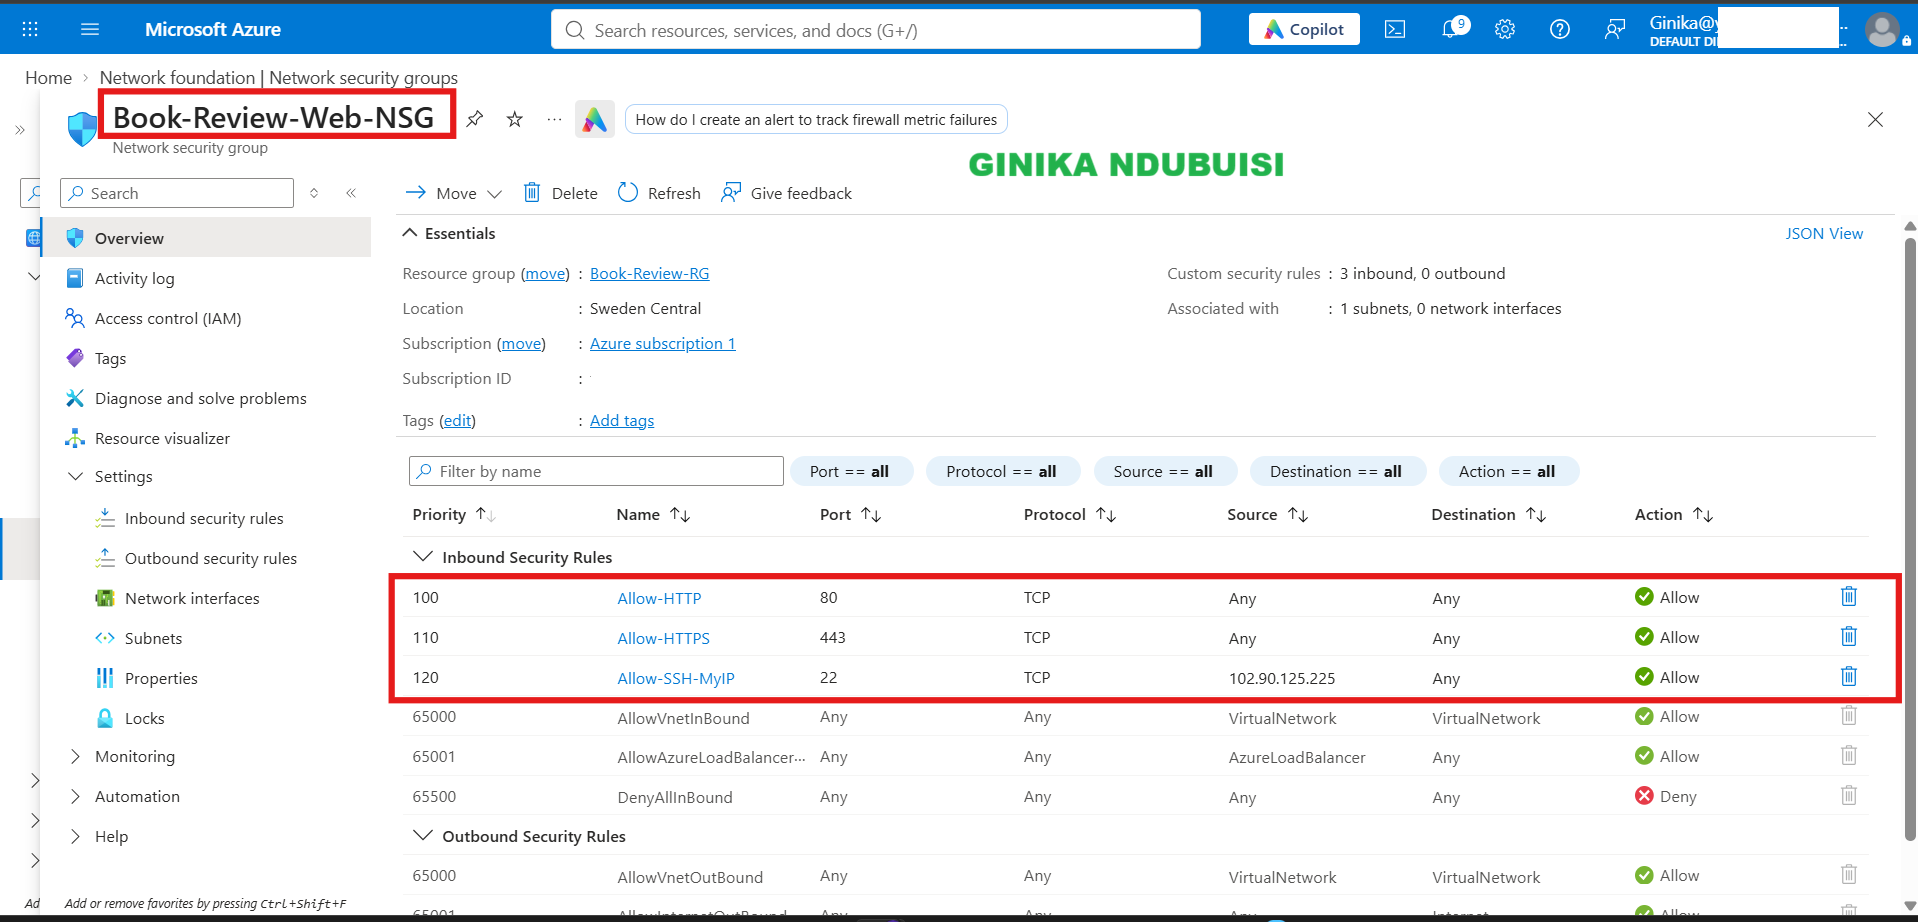 Microsoft Azure
Search resources, services, and docs (G+/)
Copilot
9
Ginika@
DEFAULT
Home > Network foundation | Network security groups
Book-Review-Web-NSG
Network security group
How do I create an alert to track firewall metric failures
GINIKA NDUBUISI
Search
Move
Delete
Refresh
Give feedback
Overview
Activity log
Access control (IAM)
Tags
Diagnose and solve problems
Resource visualizer
Settings
Inbound security rules
Outbound security rules
Network interfaces
Subnets
Properties
Locks
Monitoring
Automation
Help
Ad
Add or remove favorites by pressing Ctrl+Shift+F
Essentials
JSON View
Resource group (move) : Book-Review-RG
Location : Sweden Central
Subscription (move) : Azure subscription 1
Subscription ID :
Tags (edit) : Add tags
Custom security rules : 3 inbound, 0 outbound
Associated with : 1 subnets, 0 network interfaces
Filter by name
Port == all
Protocol == all
Source == all
Destination == all
Action == all
Priority Name Port Protocol Source Destination Action
Inbound Security Rules
100 Allow-HTTP 80 TCP Any Any Allow
110 Allow-HTTPS 443 TCP Any Any Allow
120 Allow-SSH-MyIP 22 TCP 102.90.125.225 Any Allow
65000 AllowVnetInBound Any Any VirtualNetwork VirtualNetwork Allow
65001 AllowAzureLoadBalancer... Any Any AzureLoadBalancer Any Allow
65500 DenyAllInBound Any Any Any Any Deny
Outbound Security Rules
65000 AllowVnetOutBound Any Any VirtualNetwork VirtualNetwork Allow
65001 AllowInternetOutBound Any Any Any Internet Allow